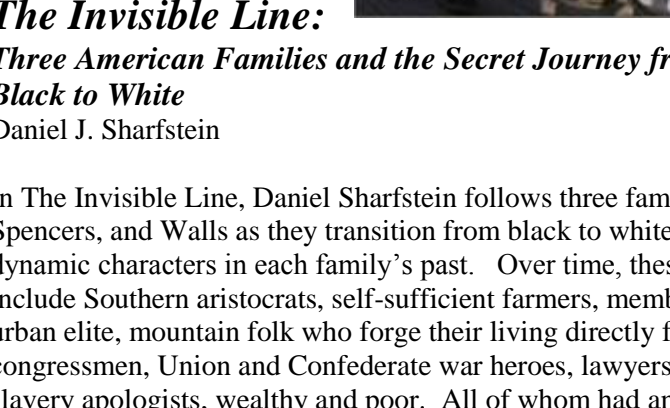 The Invisible Line:
Three American Families and the Secret Journey fr
Black to White
Daniel J. Sharfstein
n The Invisible Line, Daniel Sharfstein follows three fam
Spencers, and Walls as they transition from black to white
dynamic characters in each family's past.   Over time, thes
nclude Southern aristocrats, self-sufficient farmers, memb
urban elite, mountain folk who forge their living directly f
congressmen, Union and Confederate war heroes, lawyers
slavery apologists, wealthy and poor.  All of whom had an